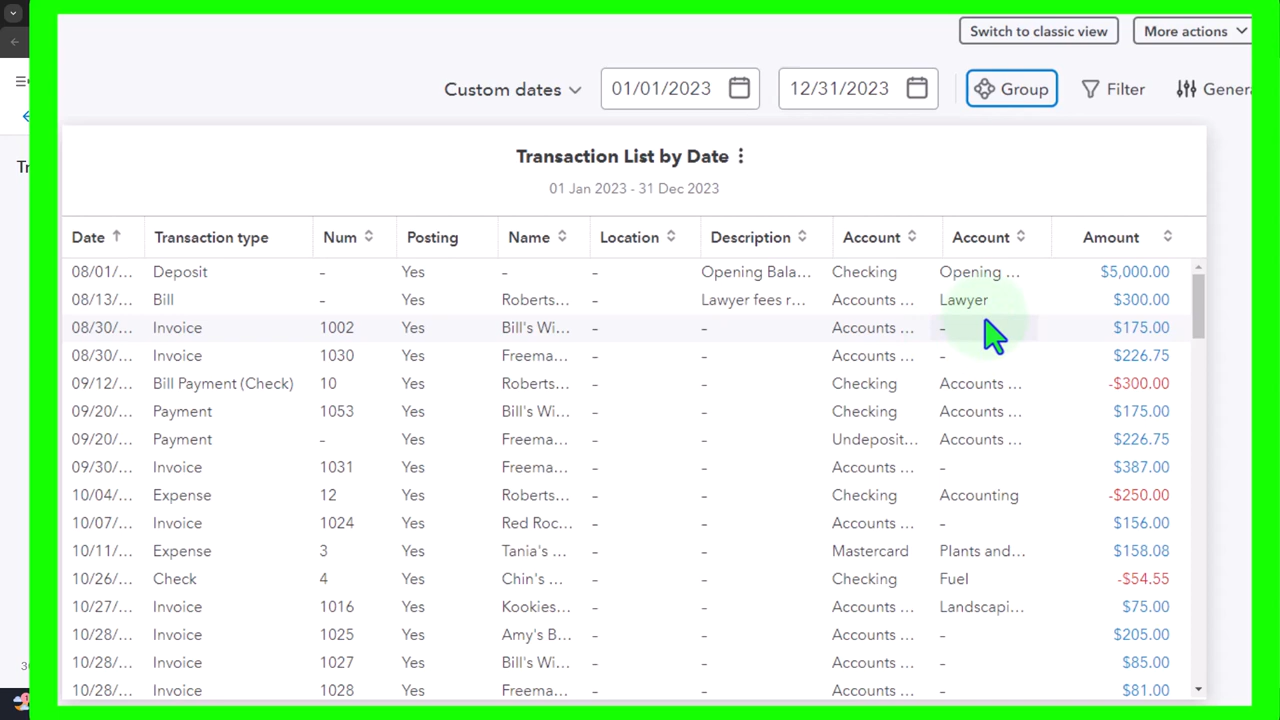 Switch to classic view More actions
Custom dates 01/01/2023 12/31/2023 Group Filter Genera
Transaction List by Date
01 Jan 2023 - 31 Dec 2023
Date Transaction type Num Posting Name Location Description Account Account Amount
08/01/... Deposit - Yes - - Opening Bala... Checking Opening ... $5,000.00
08/13/... Bill - Yes Roberts... - Lawyer fees r... Accounts ... Lawyer $300.00
08/30/... Invoice 1002 Yes Bill's Wi... - - Accounts ... - $175.00
08/30/... Invoice 1030 Yes Freema... - - Accounts ... - $226.75
09/12/... Bill Payment (Check) 10 Yes Roberts... - - Checking Accounts ... -$300.00
09/20/... Payment 1053 Yes Bill's Wi... - - Checking Accounts ... $175.00
09/20/... Payment - Yes Freema... - - Undeposit... Accounts ... $226.75
09/30/... Invoice 1031 Yes Freema... - - Accounts ... - $387.00
10/04/... Expense 12 Yes Roberts... - - Checking Accounting -$250.00
10/07/... Invoice 1024 Yes Red Roc... - - Accounts ... - $156.00
10/11/... Expense 3 Yes Tania's ... - - Mastercard Plants and... $158.08
10/26/... Check 4 Yes Chin's ... - - Checking Fuel -$54.55
10/27/... Invoice 1016 Yes Kookies... - - Accounts ... Landscapi... $75.00
10/28/... Invoice 1025 Yes Amy's B... - - Accounts ... - $205.00
10/28/... Invoice 1027 Yes Bill's Wi... - - Accounts ... - $85.00
10/28/... Invoice 1028 Yes Freema... - - Accounts ... - $81.00